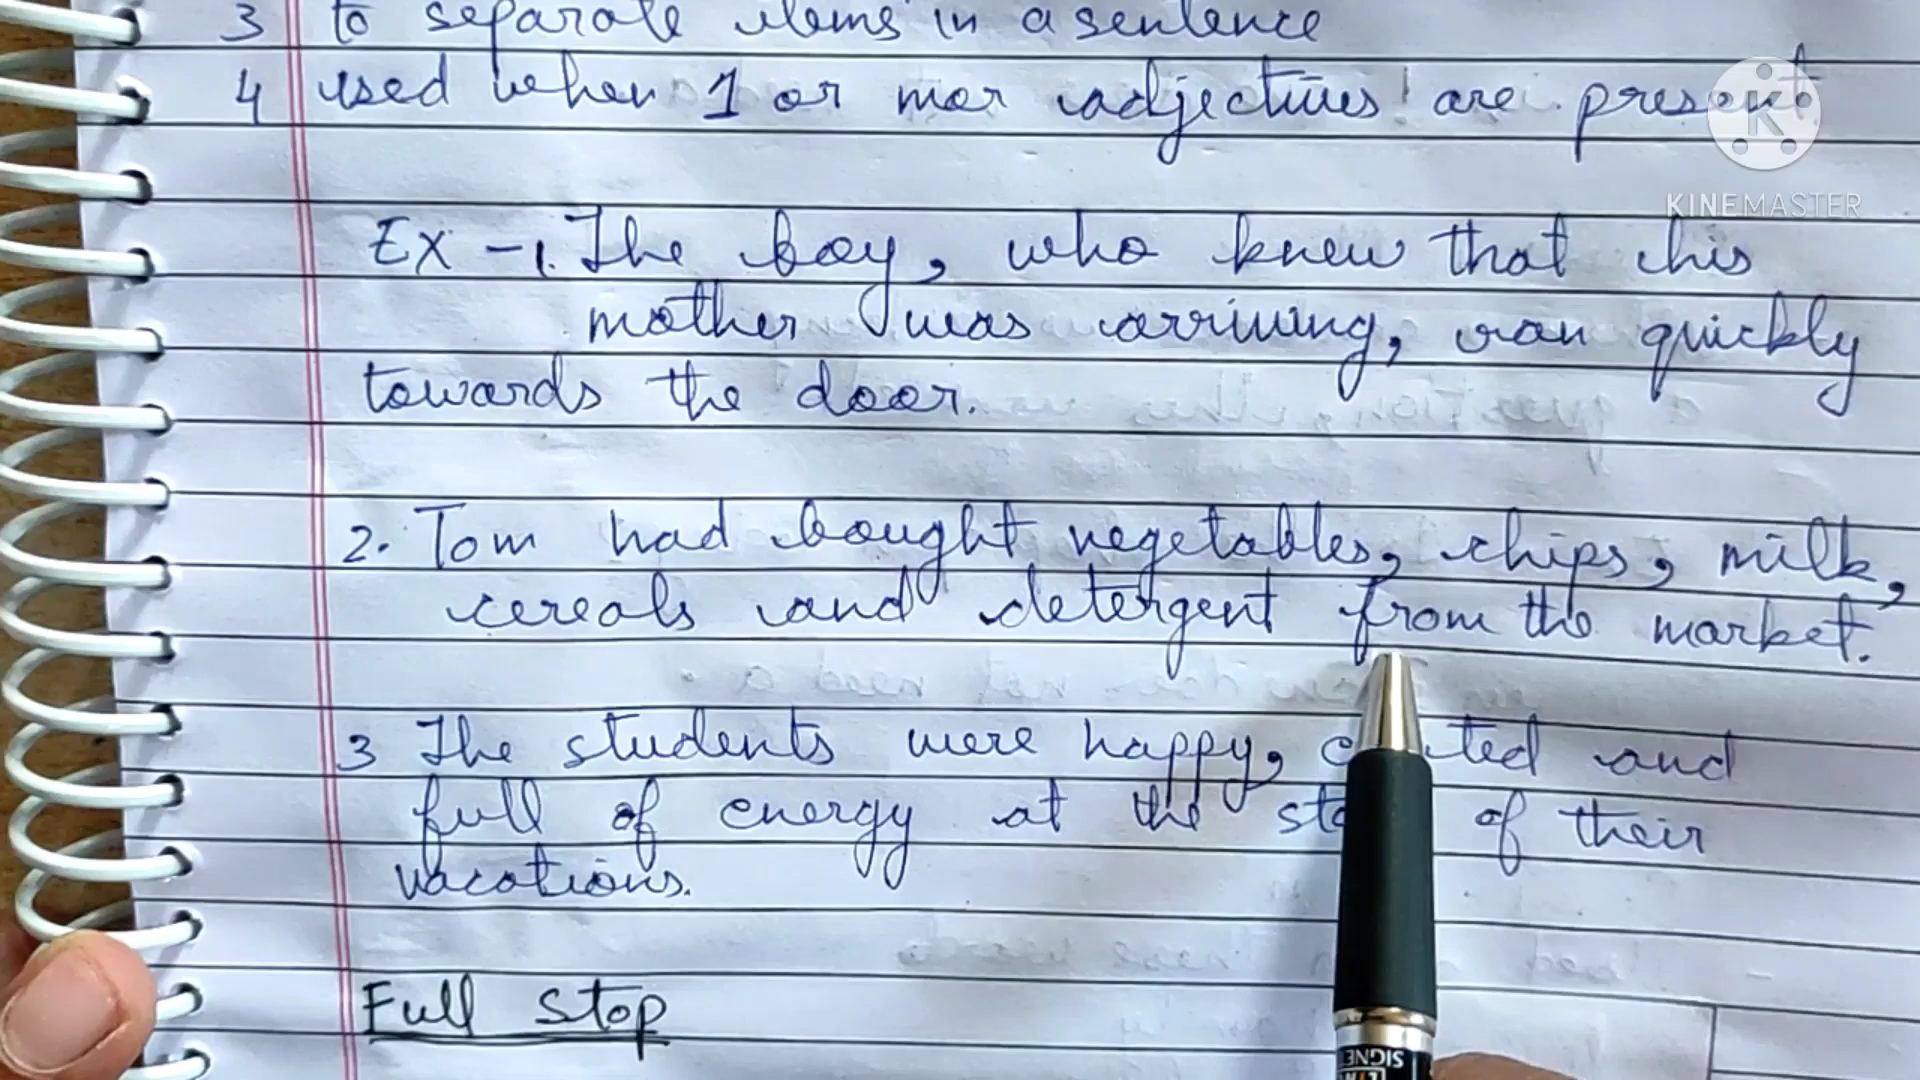 3 to separate items in a sentence
4 used when 1 or mor adjectives are present
KINEMASTER
Ex -1. The boy, who knew that his
mother was arriving, ran quickly
towards the door.
2. Tom had bought vegetables, chips, milk,
cereals and detergent from the market.
3 The students were happy, and
full of energy at the of their
vacations.
Full stop